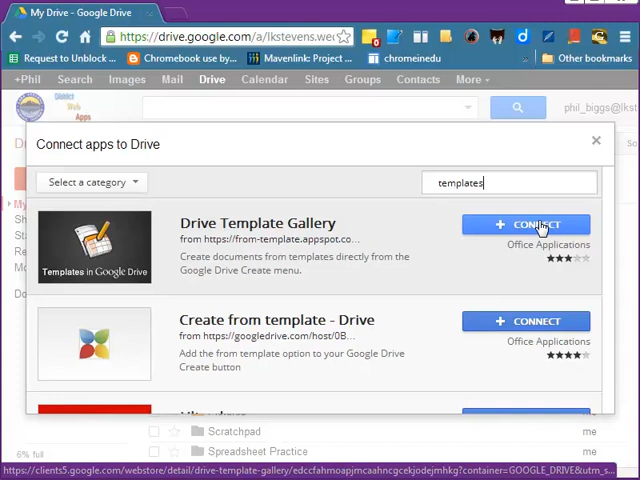 My Drive - Google Drive
https://drive.google.com/a/lkstevens.wec
Request to Unblock ...
Chromebook use by...
Mavenlink: Project ...
chromeinedu
Other bookmarks
+Phil Search Images Mail Drive Calendar Sites Groups Contacts More
District
Web
Apps
phil_biggs@lkst
Connect apps to Drive
Select a category
templates
Drive Template Gallery
from https://from-template.appspot.co...
Create documents from templates directly from the
Google Drive Create menu.
CONNECT
Office Applications
Templates in Google Drive
Create from template - Drive
from https://googledrive.com/host/0B...
Add the from template option to your Google Drive
Create button
CONNECT
Office Applications
Scratchpad me
Spreadsheet Practice me
6% full
https://clients5.google.com/webstore/detail/drive-template-gallery/edccfahmoapjmcaahncgcekjodejmhkg?container=GOOGLE_DRIVE&utm_s...